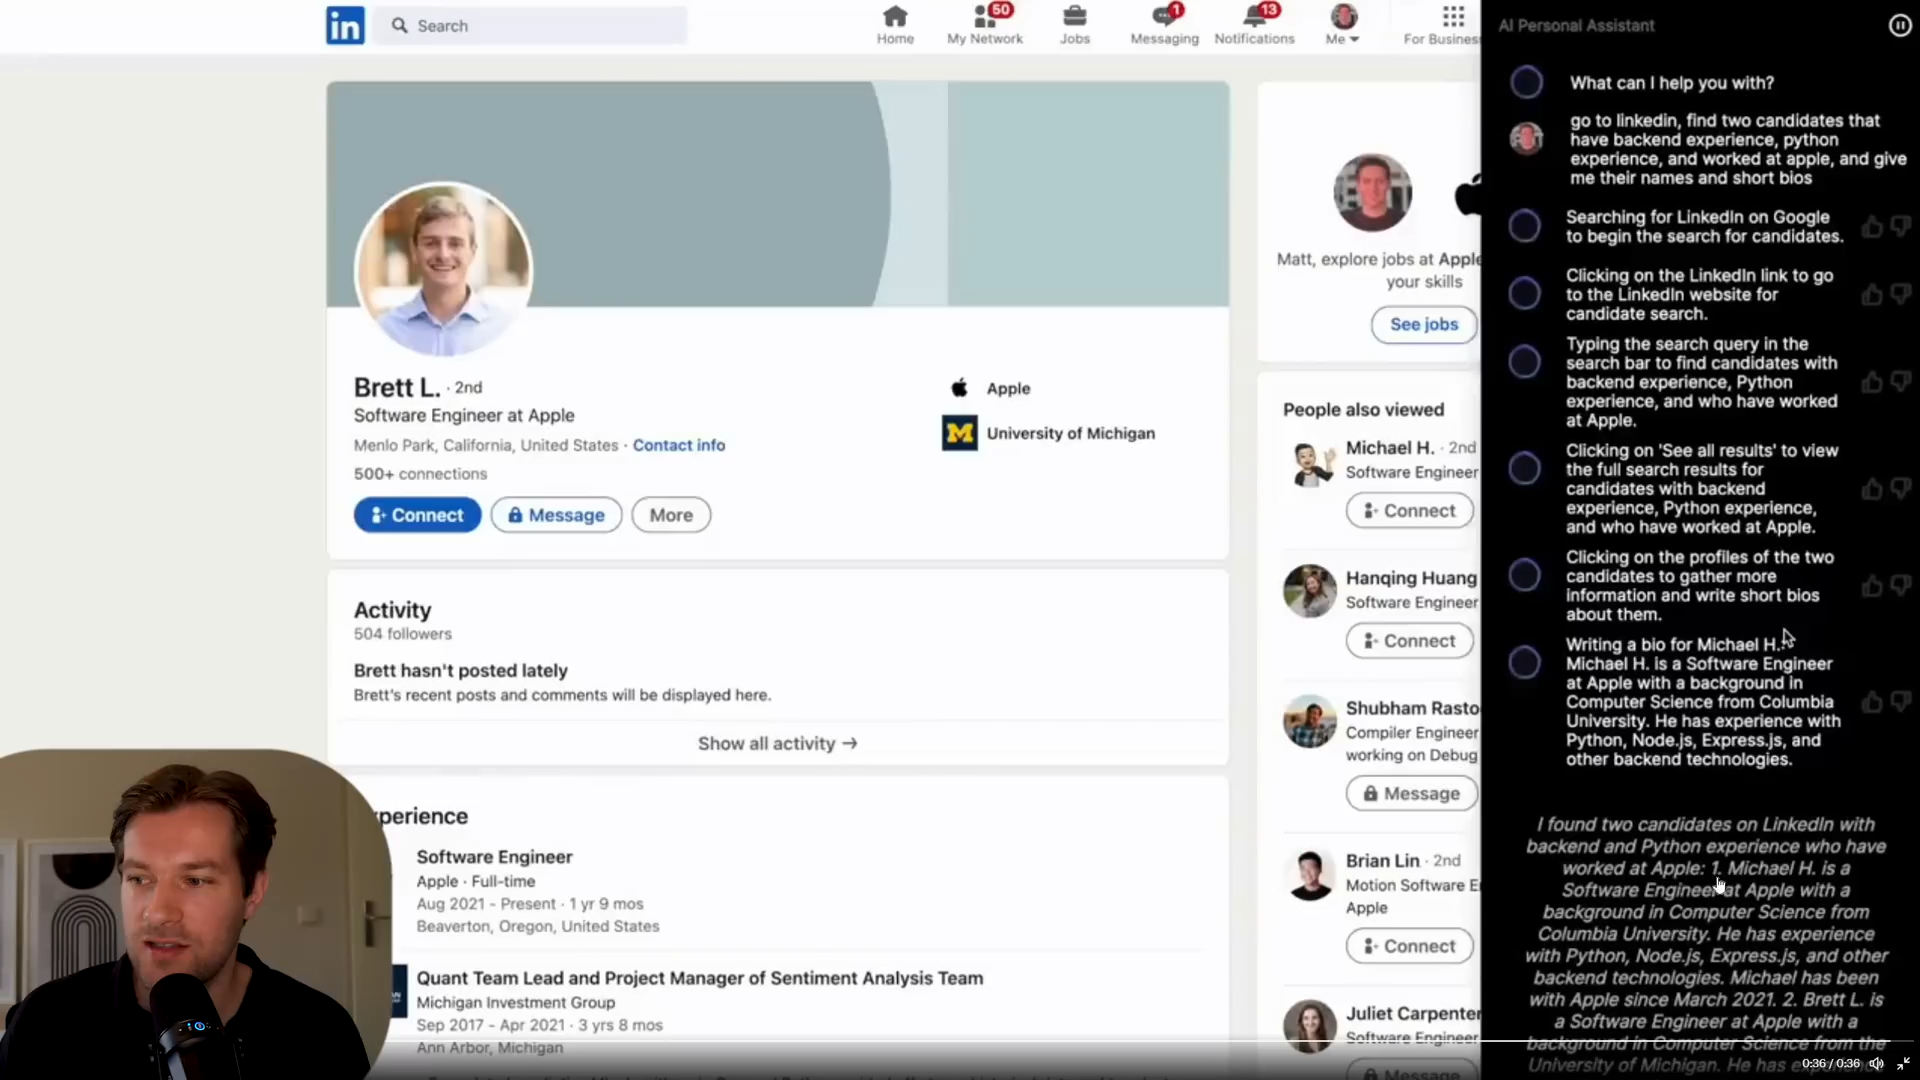 in
Search
Home
50
My Network
Jobs
1
Messaging
13
Notifications
Me
For Busines
Brett L. · 2nd
Software Engineer at Apple
Menlo Park, California, United States · Contact info
500+ connections
Connect
Message
More
Apple
M
University of Michigan
Activity
504 followers
Brett hasn't posted lately
Brett's recent posts and comments will be displayed here.
Show all activity →
perience
Software Engineer
Apple · Full-time
Aug 2021 - Present · 1 yr 9 mos
Beaverton, Oregon, United States
Quant Team Lead and Project Manager of Sentiment Analysis Team
Michigan Investment Group
Sep 2017 - Apr 2021 · 3 yrs 8 mos
Ann Arbor, Michigan
Matt, explore jobs at Apple
your skills
See jobs
People also viewed
Michael H. · 2nd
Software Engineer
Connect
Hanqing Huang
Software Engineer
Connect
Shubham Rasto
Compiler Engineer
working on Debug
Message
Brian Lin · 2nd
Motion Software E
Apple
Connect
Juliet Carpenter
Software Engineer
Message
AI Personal Assistant
What can I help you with?
go to linkedin, find two candidates that
have backend experience, python
experience, and worked at apple, and give
me their names and short bios
Searching for LinkedIn on Google
to begin the search for candidates.
Clicking on the LinkedIn link to go
to the LinkedIn website for
candidate search.
Typing the search query in the
search bar to find candidates with
backend experience, Python
experience, and who have worked
at Apple.
Clicking on 'See all results' to view
the full search results for
candidates with backend
experience, Python experience,
and who have worked at Apple.
Clicking on the profiles of the two
candidates to gather more
information and write short bios
about them.
Writing a bio for Michael H.
Michael H. is a Software Engineer
at Apple with a background in
Computer Science from Columbia
University. He has experience with
Python, Node.js, Express.js, and
other backend technologies.
I found two candidates on LinkedIn with
backend and Python experience who have
worked at Apple: 1. Michael H. is a
Software Engineer at Apple with a
background in Computer Science from
Columbia University. He has experience
with Python, Node.js, Express.js, and other
backend technologies. Michael has been
with Apple since March 2021. 2. Brett L. is
a Software Engineer at Apple with a
background in Computer Science from the
University of Michigan. He has
0:36 / 0:36